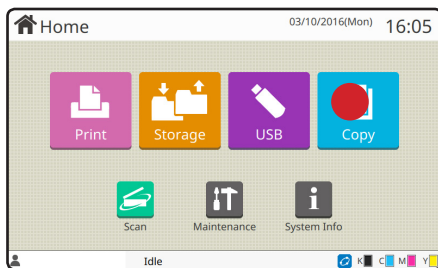 Home 03/10/2016(Mon) 16:05
Print Storage USB Copy
Scan Maintenance System Info
Idle K C M Y